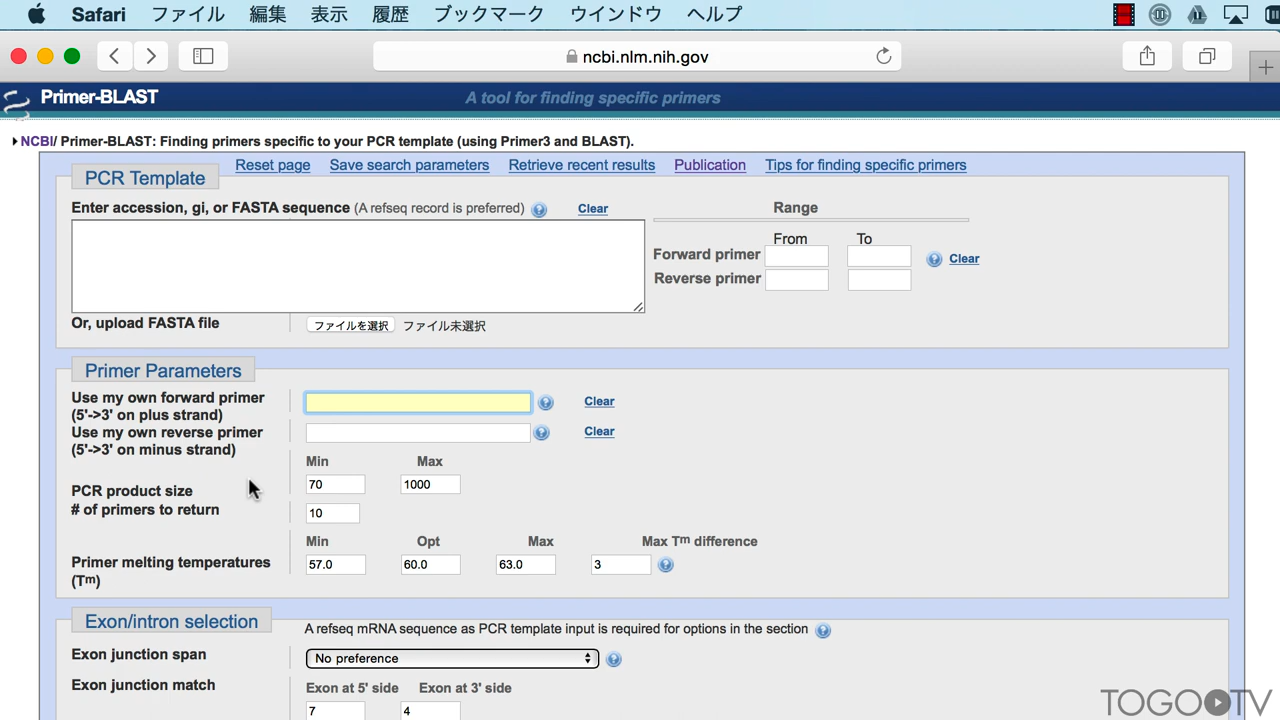 Safari ファイル 編集 表示 履歴 ブックマーク ウインドウ ヘルプ
ncbi.nlm.nih.gov
Primer-BLAST A tool for finding specific primers
NCBI/ Primer-BLAST: Finding primers specific to your PCR template (using Primer3 and BLAST).
Reset page Save search parameters Retrieve recent results Publication Tips for finding specific primers
PCR Template
Enter accession, gi, or FASTA sequence (A refseq record is preferred) ? Clear Range
From To
Forward primer ? Clear
Reverse primer
Or, upload FASTA file ファイルを選択 ファイル未選択
Primer Parameters
Use my own forward primer ? Clear
(5'->3' on plus strand)
Use my own reverse primer ? Clear
(5'->3' on minus strand)
Min Max
PCR product size 70 1000
# of primers to return 10
Min Opt Max Max Tm difference
Primer melting temperatures 57.0 60.0 63.0 3 ?
(Tm)
Exon/intron selection
A refseq mRNA sequence as PCR template input is required for options in the section ?
Exon junction span No preference ?
Exon junction match Exon at 5' side Exon at 3' side
7 4
TOGO TV